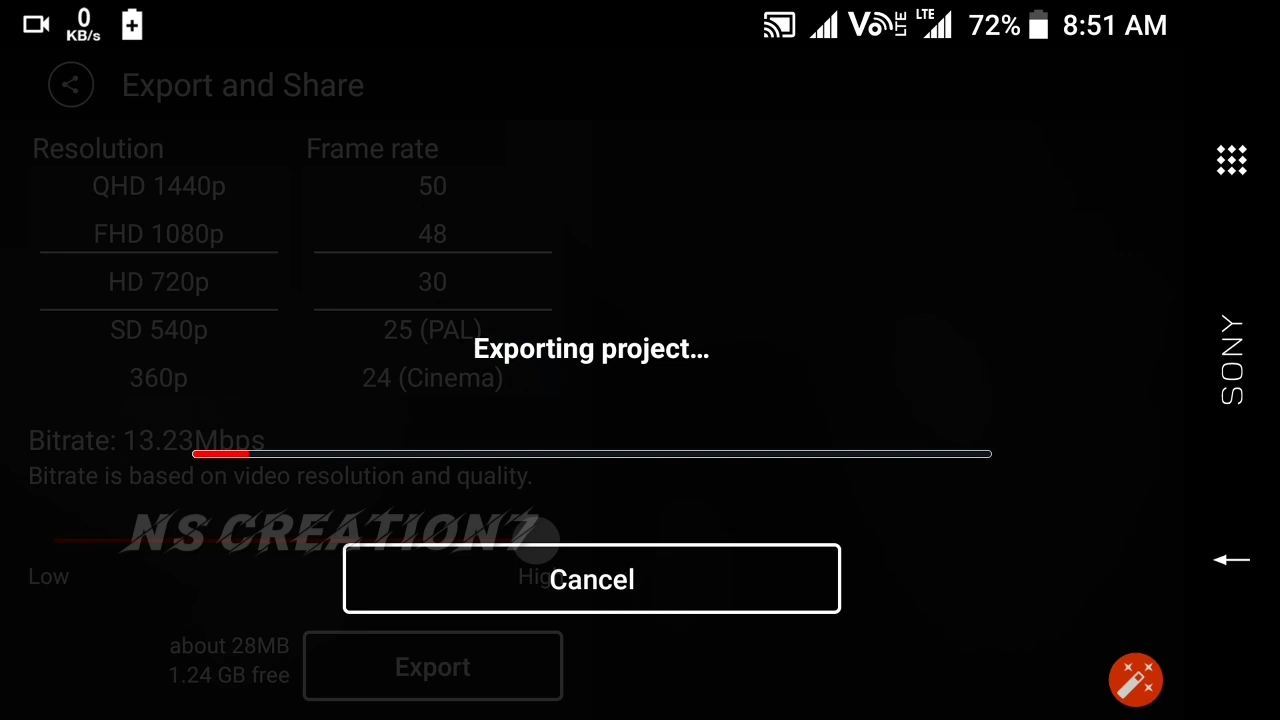 0
KB/s
VoLTE
LTE
72%
8:51 AM
Export and Share
Resolution
Frame rate
QHD 1440p
50
FHD 1080p
48
HD 720p
30
SD 540p
25 (PAL)
360p
24 (Cinema)
Exporting project...
Bitrate: 13.23Mbps
Bitrate is based on video resolution and quality.
NS CREATION7
Low
High
Cancel
about 28MB
1.24 GB free
Export
SONY